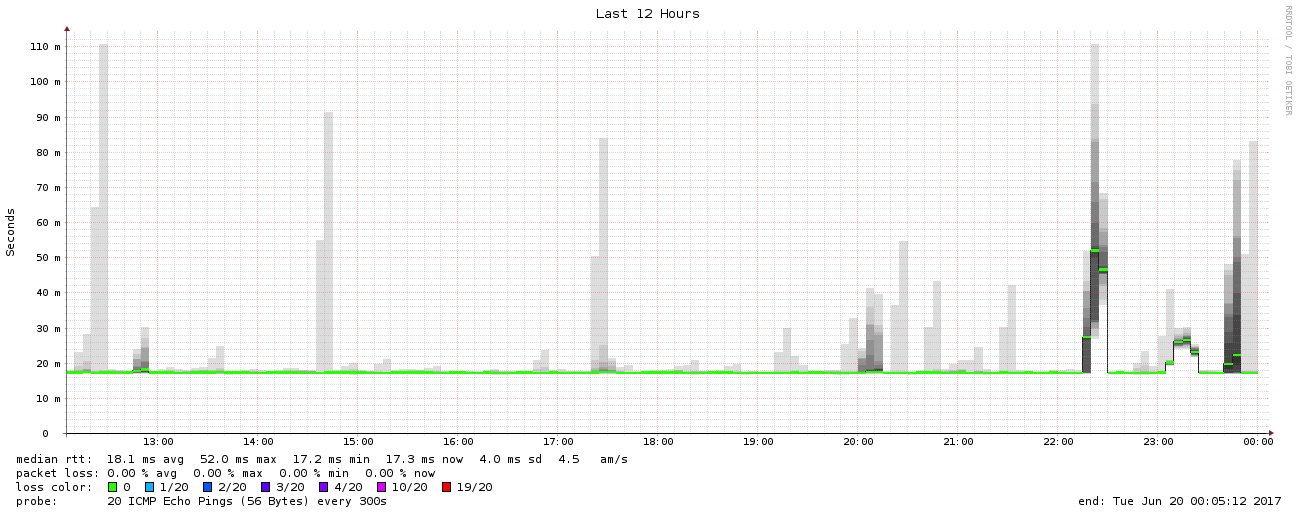 Last 12 Hours
RRDTOOL / TOBI OETIKER
Seconds
110 m
100 m
90 m
80 m
70 m
60 m
50 m
40 m
30 m
20 m
10 m
0
13:00 14:00 15:00 16:00 17:00 18:00 19:00 20:00 21:00 22:00 23:00 00:00
median rtt: 18.1 ms avg 52.0 ms max 17.2 ms min 17.3 ms now 4.0 ms sd 4.5 am/s
packet loss: 0.00 % avg 0.00 % max 0.00 % min 0.00 % now
loss color: 0 1/20 2/20 3/20 4/20 10/20 19/20
probe: 20 ICMP Echo Pings (56 Bytes) every 300s end: Tue Jun 20 00:05:12 2017